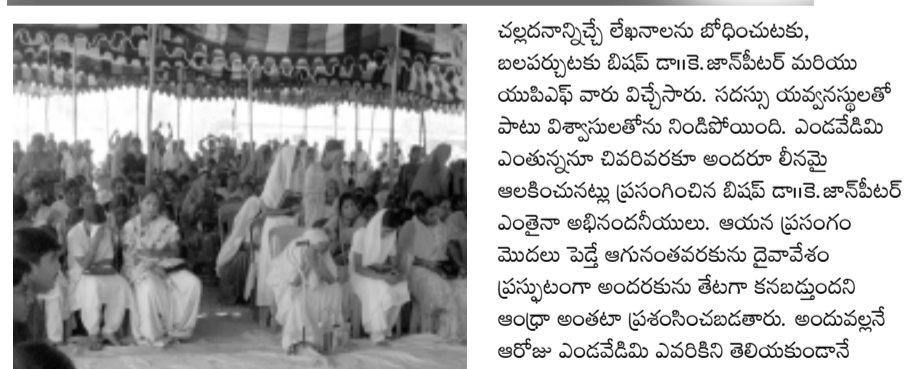 చల్లదనాన్నిచ్చే లేఖనాలను బోధించుటకు,
బలపర్చుటకు బిషప్ డా॥కె.జాన్‌పీటర్ మరియు
యుపిఎఫ్ వారు విచ్చేసారు. సదస్సు యవ్వనస్థులతో
పాటు విశ్వాసులతోను నిండిపోయింది. ఎండవేడిమి
ఎంతున్ననూ చివరివరకూ అందరూ లీనమై
ఆలకించునట్లు ప్రసంగించిన బిషప్ డా॥కె.జాన్‌పీటర్
ఎంతైనా అభినందనీయులు. ఆయన ప్రసంగం
మొదలు పెడ్తే ఆగునంతవరకును దైవావేశం
ప్రస్ఫుటంగా అందరకును తేటగా కనబడ్తుందని
ఆంధ్రా అంతటా ప్రశంసించబడతారు. అందువల్లనే
ఆరోజు ఎండవేడిమి ఎవరికిని తెలియకుండానే